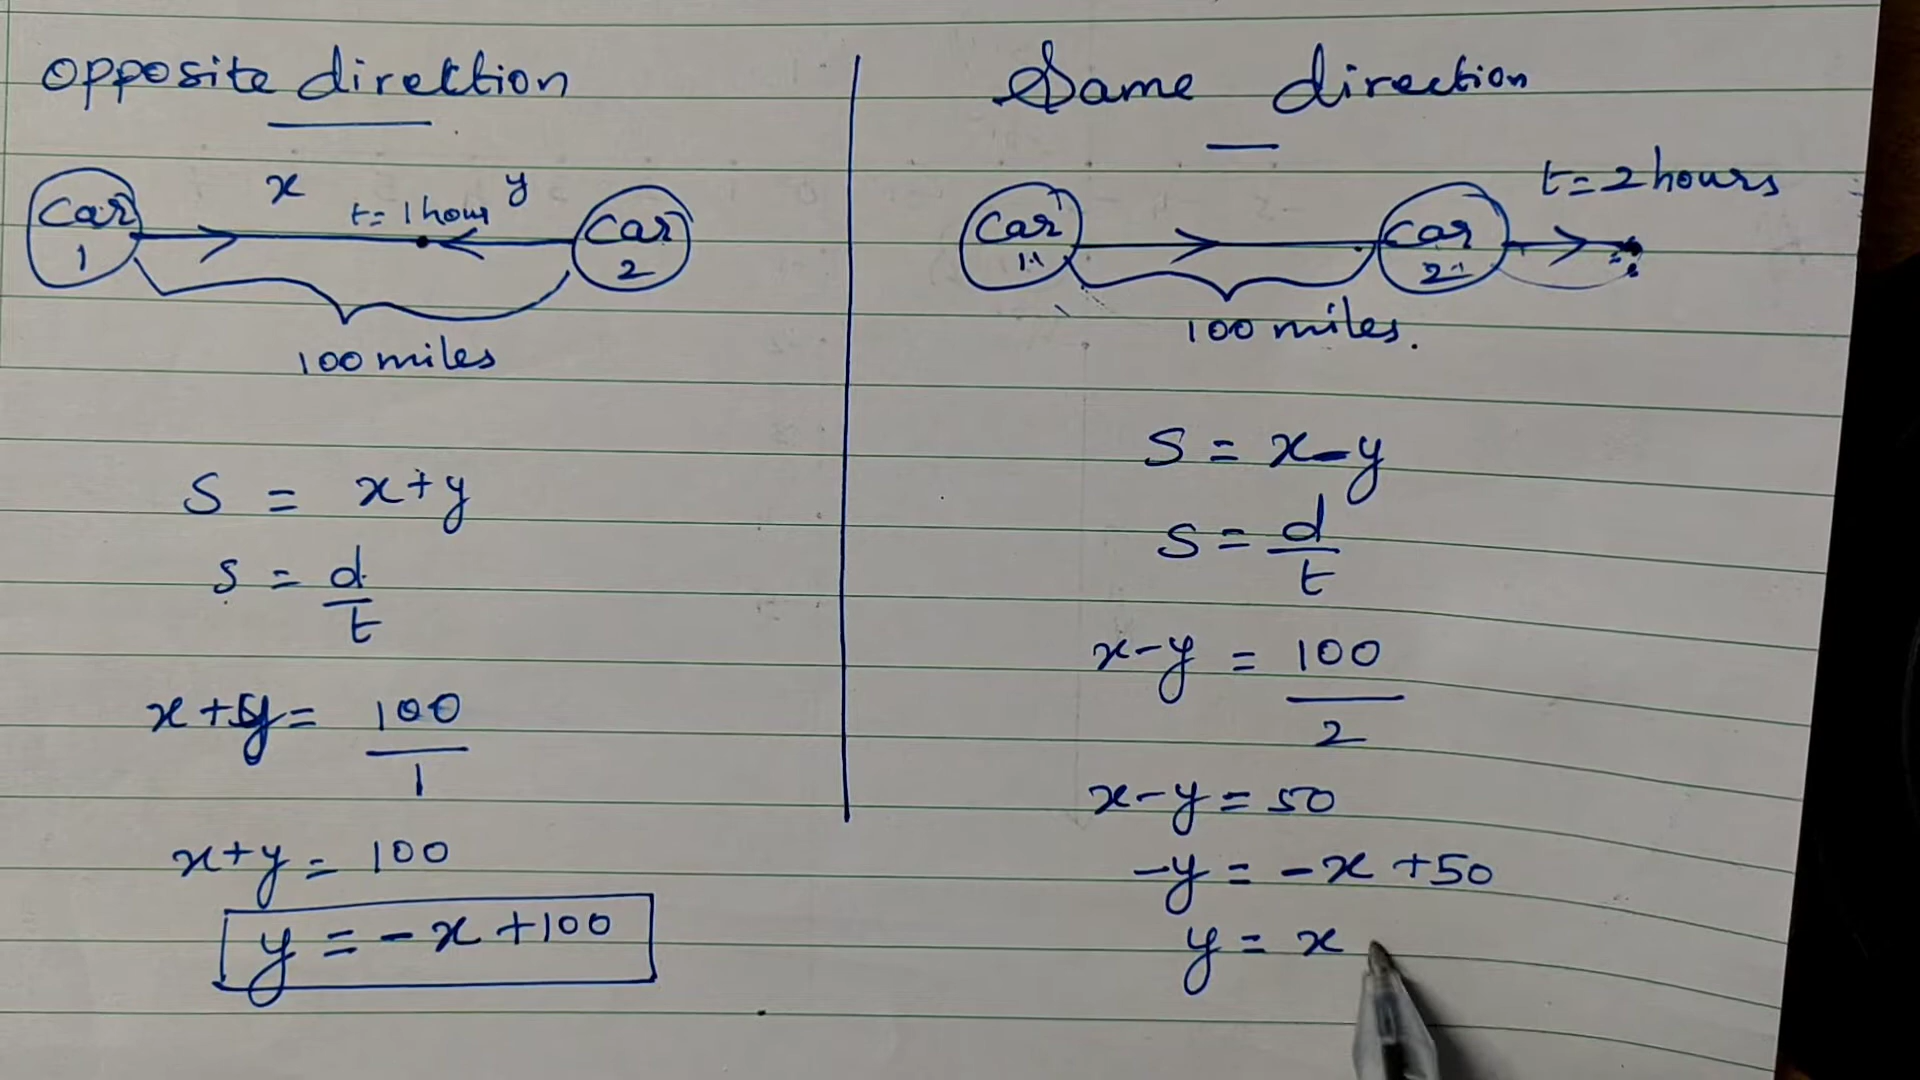 opposite direction
x
y
t = 1 hour
Car 1
Car 2
100 miles
S = x+y
s = d/t
x + y = 100/1
x+y = 100
y = -x +100
Same direction
t = 2 hours
Car 1
Car 2
100 miles.
S = x-y
S = d/t
x-y = 100/2
x-y = 50
-y = -x +50
y = x